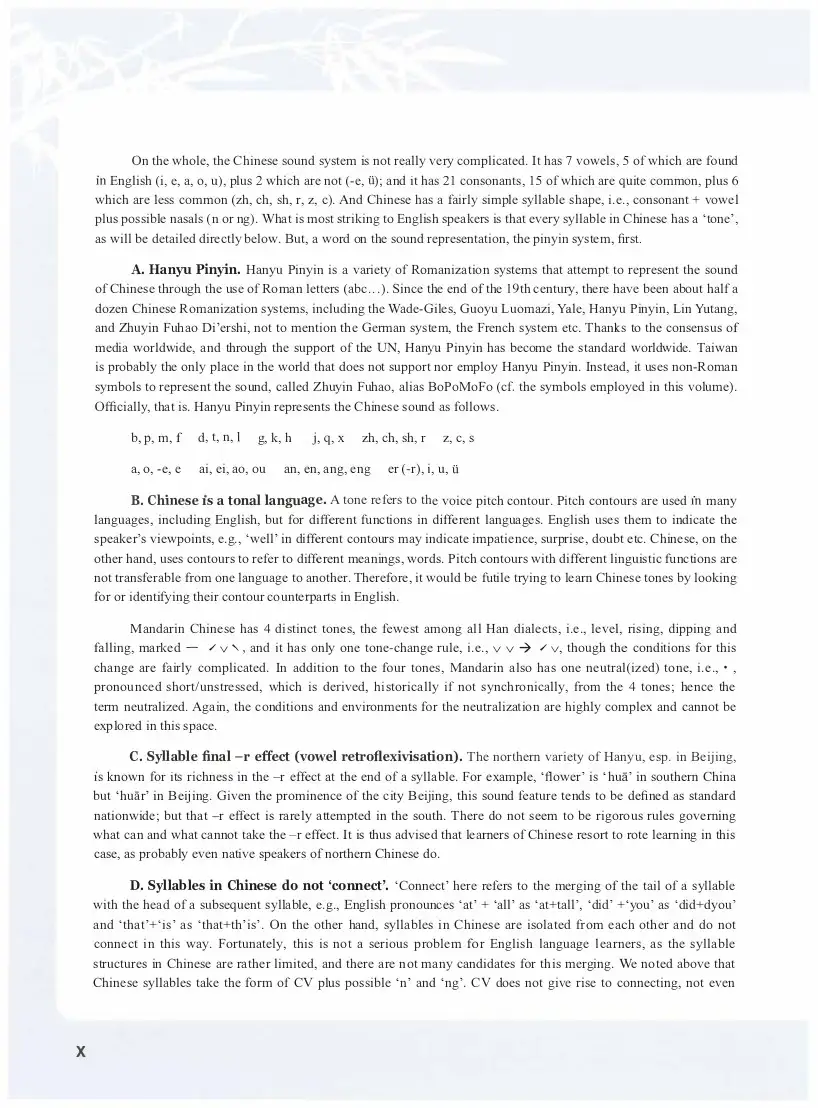 On the whole, the Chinese sound system is not really very complicated. It has 7 vowels, 5 of which are found
in English (i, e, a, o, u), plus 2 which are not (-e, ü); and it has 21 consonants, 15 of which are quite common, plus 6
which are less common (zh, ch, sh, r, z, c). And Chinese has a fairly simple syllable shape, i.e., consonant + vowel
plus possible nasals (n or ng). What is most striking to English speakers is that every syllable in Chinese has a ‘tone’,
as will be detailed directly below. But, a word on the sound representation, the pinyin system, first.
A. Hanyu Pinyin. Hanyu Pinyin is a variety of Romanization systems that attempt to represent the sound
of Chinese through the use of Roman letters (abc…). Since the end of the 19th century, there have been about half a
dozen Chinese Romanization systems, including the Wade-Giles, Guoyu Luomazi, Yale, Hanyu Pinyin, Lin Yutang,
and Zhuyin Fuhao Di’ershi, not to mention the German system, the French system etc. Thanks to the consensus of
media worldwide, and through the support of the UN, Hanyu Pinyin has become the standard worldwide. Taiwan
is probably the only place in the world that does not support nor employ Hanyu Pinyin. Instead, it uses non-Roman
symbols to represent the sound, called Zhuyin Fuhao, alias BoPoMoFo (cf. the symbols employed in this volume).
Officially, that is. Hanyu Pinyin represents the Chinese sound as follows.
b, p, m, f d, t, n, l g, k, h j, q, x zh, ch, sh, r z, c, s
a, o, -e, e ai, ei, ao, ou an, en, ang, eng er (-r), i, u, ü
B. Chinese is a tonal language. A tone refers to the voice pitch contour. Pitch contours are used in many
languages, including English, but for different functions in different languages. English uses them to indicate the
speaker’s viewpoints, e.g., ‘well’ in different contours may indicate impatience, surprise, doubt etc. Chinese, on the
other hand, uses contours to refer to different meanings, words. Pitch contours with different linguistic functions are
not transferable from one language to another. Therefore, it would be futile trying to learn Chinese tones by looking
for or identifying their contour counterparts in English.
Mandarin Chinese has 4 distinct tones, the fewest among all Han dialects, i.e., level, rising, dipping and
falling, marked ー ˊ ˇ ˋ, and it has only one tone-change rule, i.e., ˇ ˇ → ˊ ˇ, though the conditions for this
change are fairly complicated. In addition to the four tones, Mandarin also has one neutral(ized) tone, i.e., ·,
pronounced short/unstressed, which is derived, historically if not synchronically, from the 4 tones; hence the
term neutralized. Again, the conditions and environments for the neutralization are highly complex and cannot be
explored in this space.
C. Syllable final –r effect (vowel retroflexivisation). The northern variety of Hanyu, esp. in Beijing,
is known for its richness in the –r effect at the end of a syllable. For example, ‘flower’ is ‘huā’ in southern China
but ‘huār’ in Beijing. Given the prominence of the city Beijing, this sound feature tends to be defined as standard
nationwide; but that –r effect is rarely attempted in the south. There do not seem to be rigorous rules governing
what can and what cannot take the –r effect. It is thus advised that learners of Chinese resort to rote learning in this
case, as probably even native speakers of northern Chinese do.
D. Syllables in Chinese do not ‘connect’. ‘Connect’ here refers to the merging of the tail of a syllable
with the head of a subsequent syllable, e.g., English pronounces ‘at’ + ‘all’ as ‘at+tall’, ‘did’ +‘you’ as ‘did+dyou’
and ‘that’+‘is’ as ‘that+th’is’. On the other hand, syllables in Chinese are isolated from each other and do not
connect in this way. Fortunately, this is not a serious problem for English language learners, as the syllable
structures in Chinese are rather limited, and there are not many candidates for this merging. We noted above that
Chinese syllables take the form of CV plus possible ‘n’ and ‘ng’. CV does not give rise to connecting, not even
X